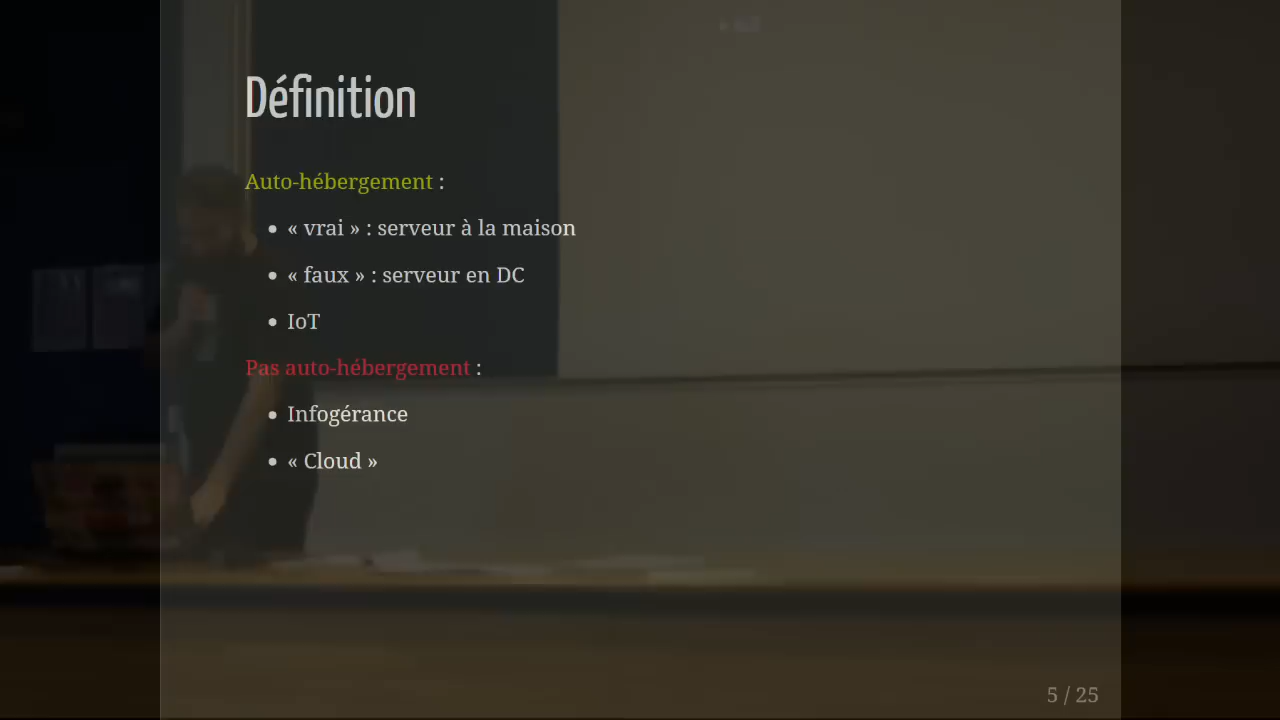 Définition
Auto-hébergement :
« vrai » : serveur à la maison
« faux » : serveur en DC
IoT
Pas auto-hébergement :
Infogérance
« Cloud »
5 / 25